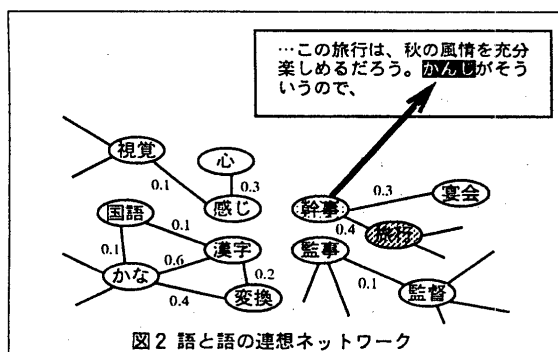 …この旅行は、秋の風情を充分
楽しめるだろう。かんじがそう
いうので、
視覚
心
0.1
0.3
感じ
幹事
0.3
宴会
0.4
旅行
国語
0.1
漢字
監事
0.1
0.6
かな
0.2
0.4
変換
0.1
監督
図2 語と語の連想ネットワーク